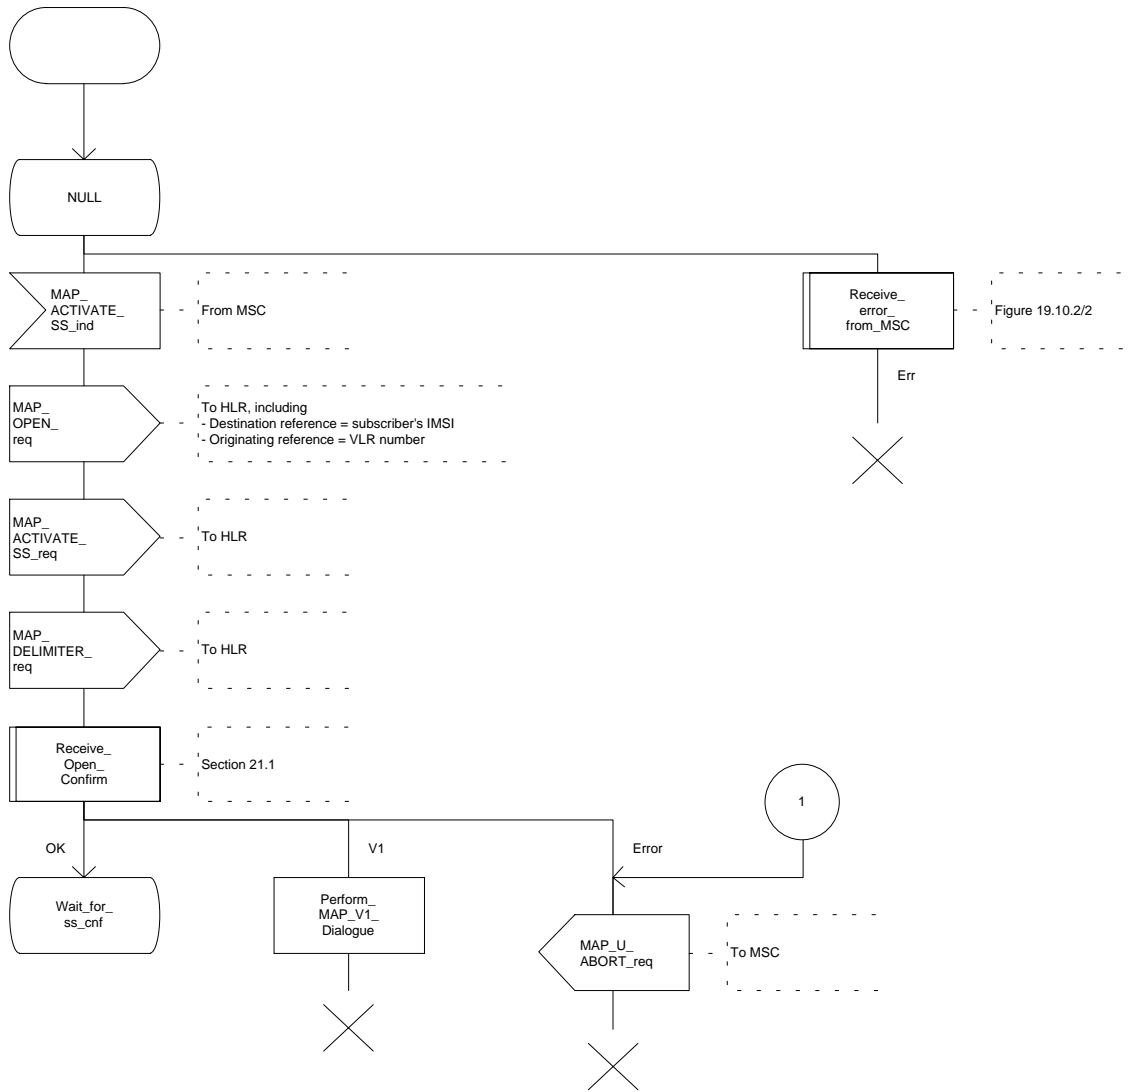 NULL
MAP_
ACTIVATE_
SS_ind
From MSC
Receive_
error_
from_MSC
Figure 19.10.2/2
Err
MAP_
OPEN_
req
To HLR, including
- Destination reference = subscriber's IMSI
- Originating reference = VLR number
MAP_
ACTIVATE_
SS_req
To HLR
MAP_
DELIMITER_
req
To HLR
Receive_
Open_
Confirm
Section 21.1
1
OK
V1
Error
Wait_for_
ss_cnf
Perform_
MAP_V1_
Dialogue
MAP_U_
ABORT_req
To MSC